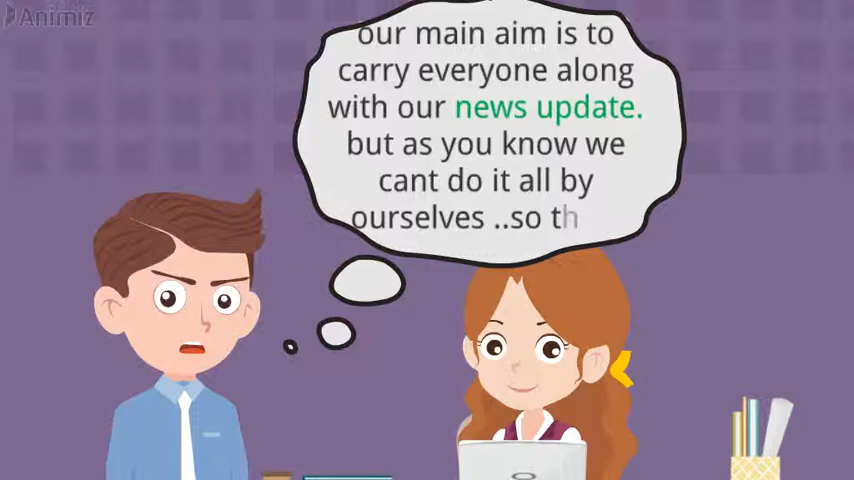 Animiz
our main aim is to
carry everyone along
with our news update.
but as you know we
cant do it all by
ourselves ..so th